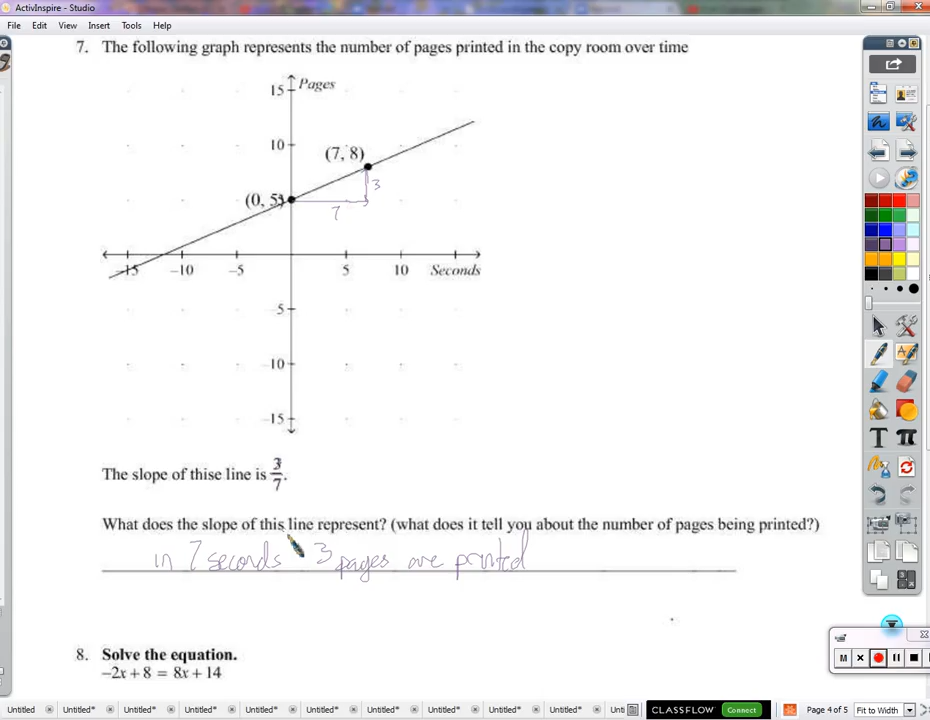 ActivInspire - Studio
File Edit View Insert Tools Help
7. The following graph represents the number of pages printed in the copy room over time
Pages
15
10
(7, 8)
3
(0, 5)
7
-15 -10 -5 5 10 Seconds
-5
-10
-15
The slope of thise line is 3/7.
What does the slope of this line represent? (what does it tell you about the number of pages being printed?)
in 7 seconds 3 pages are printed
8. Solve the equation.
-2x + 8 = 8x + 14
M
Untitled Untitled* Untitled* Untitled* Untitled* Untitled* Untitled* Untitled* Untitled* Untitled* Unti CLASSFLOW Connect Page 4 of 5 Fit to Width